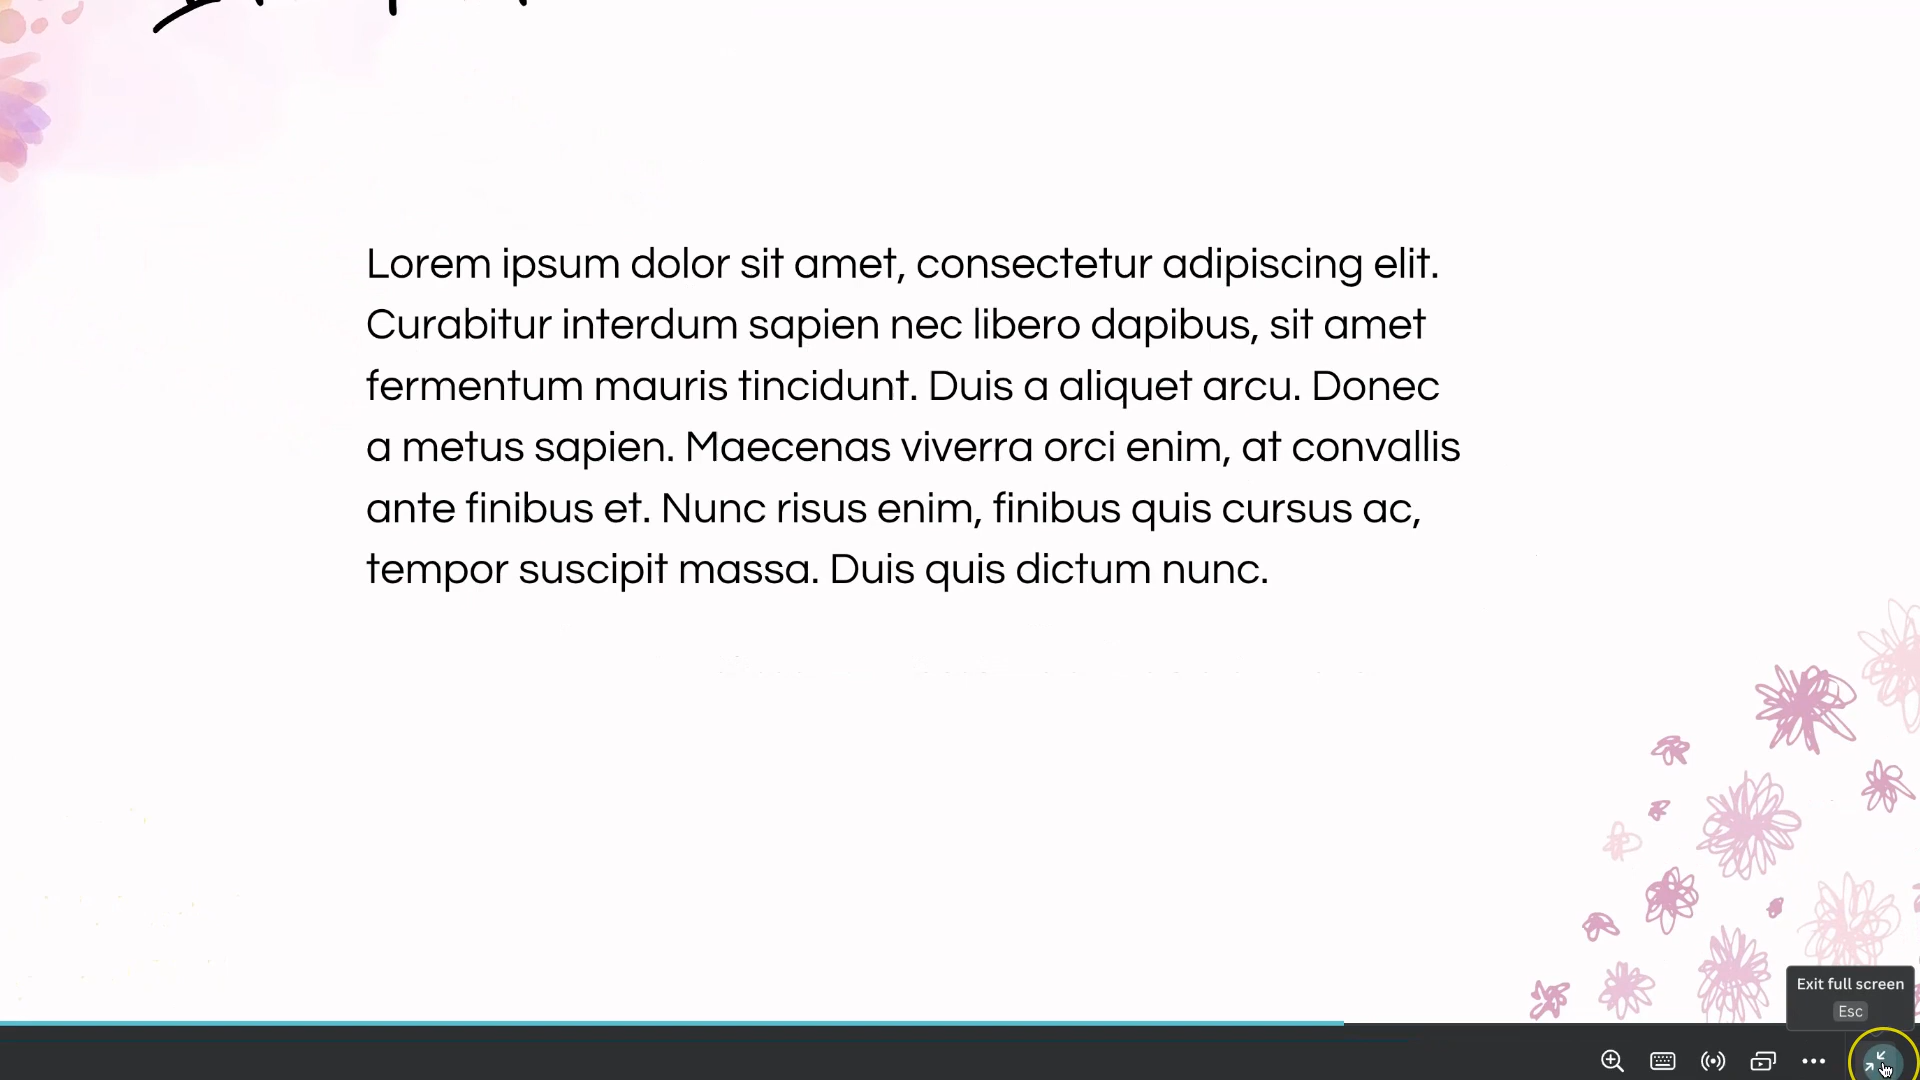 Lorem ipsum dolor sit amet, consectetur adipiscing elit.
Curabitur interdum sapien nec libero dapibus, sit amet
fermentum mauris tincidunt. Duis a aliquet arcu. Donec
a metus sapien. Maecenas viverra orci enim, at convallis
ante finibus et. Nunc risus enim, finibus quis cursus ac,
tempor suscipit massa. Duis quis dictum nunc.
Exit full screen
Esc